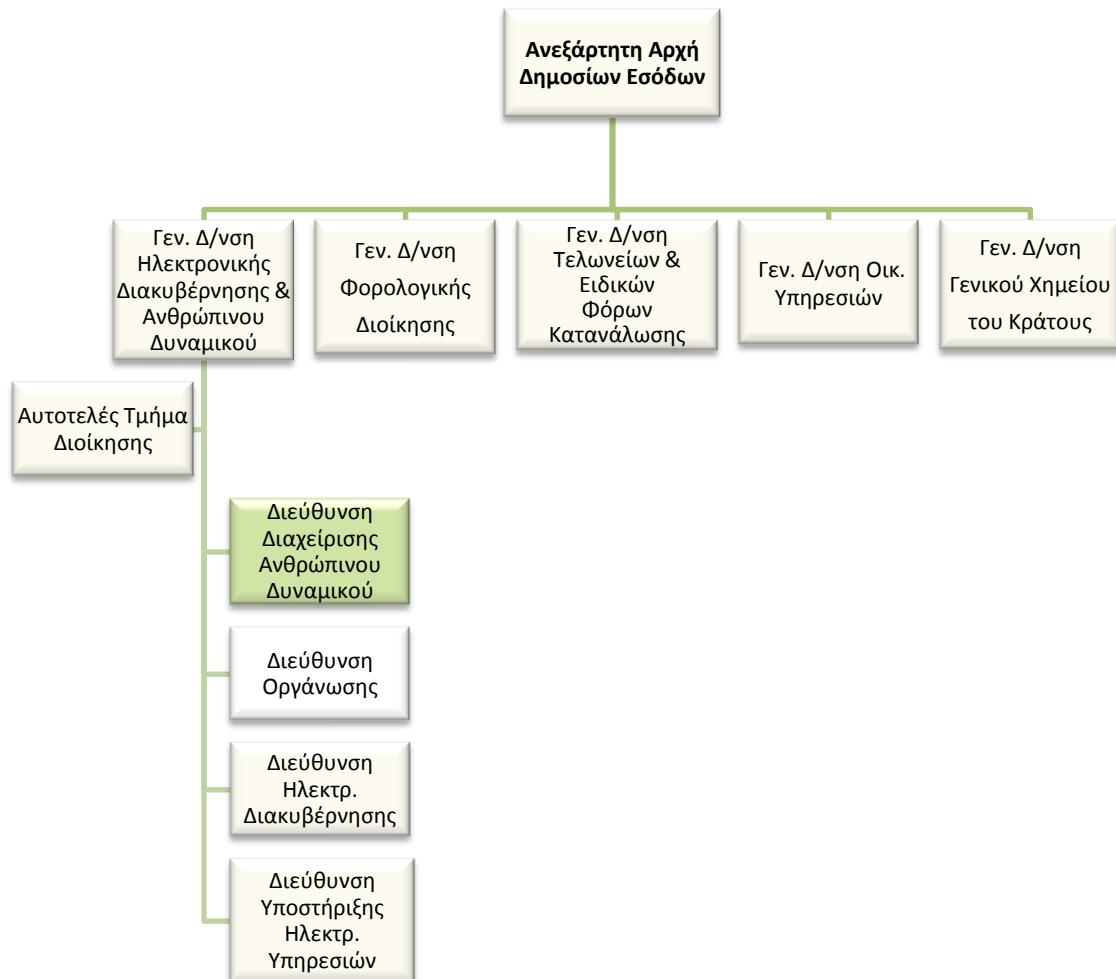 Ανεξάρτητη Αρχή
Δημοσίων Εσόδων
Γεν. Δ/νση
Ηλεκτρονικής
Διακυβέρνησης &
Ανθρώπινου
Δυναμικού
Γεν. Δ/νση
Φορολογικής
Διοίκησης
Γεν. Δ/νση
Τελωνείων &
Ειδικών
Φόρων
Κατανάλωσης
Γεν. Δ/νση Οικ.
Υπηρεσιών
Γεν. Δ/νση
Γενικού Χημείου
του Κράτους
Αυτοτελές Τμήμα
Διοίκησης
Διεύθυνση
Διαχείρισης
Ανθρώπινου
Δυναμικού
Διεύθυνση
Οργάνωσης
Διεύθυνση
Ηλεκτρ.
Διακυβέρνησης
Διεύθυνση
Υποστήριξης
Ηλεκτρ.
Υπηρεσιών